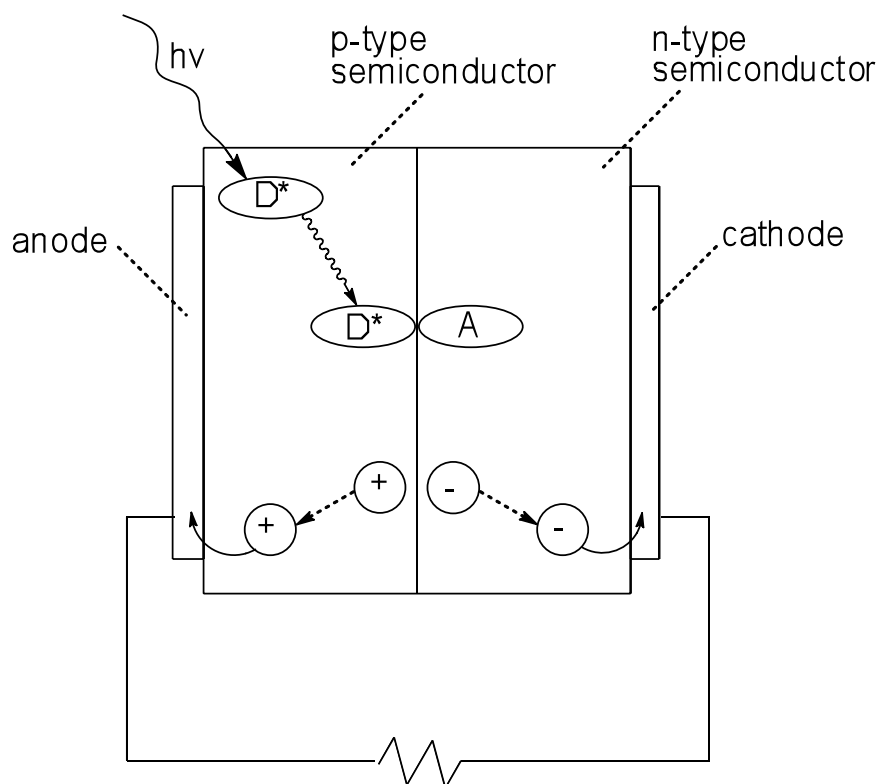 hv
p-type
semiconductor
n-type
semiconductor
D*
anode
cathode
D*
A
+
-
+
-